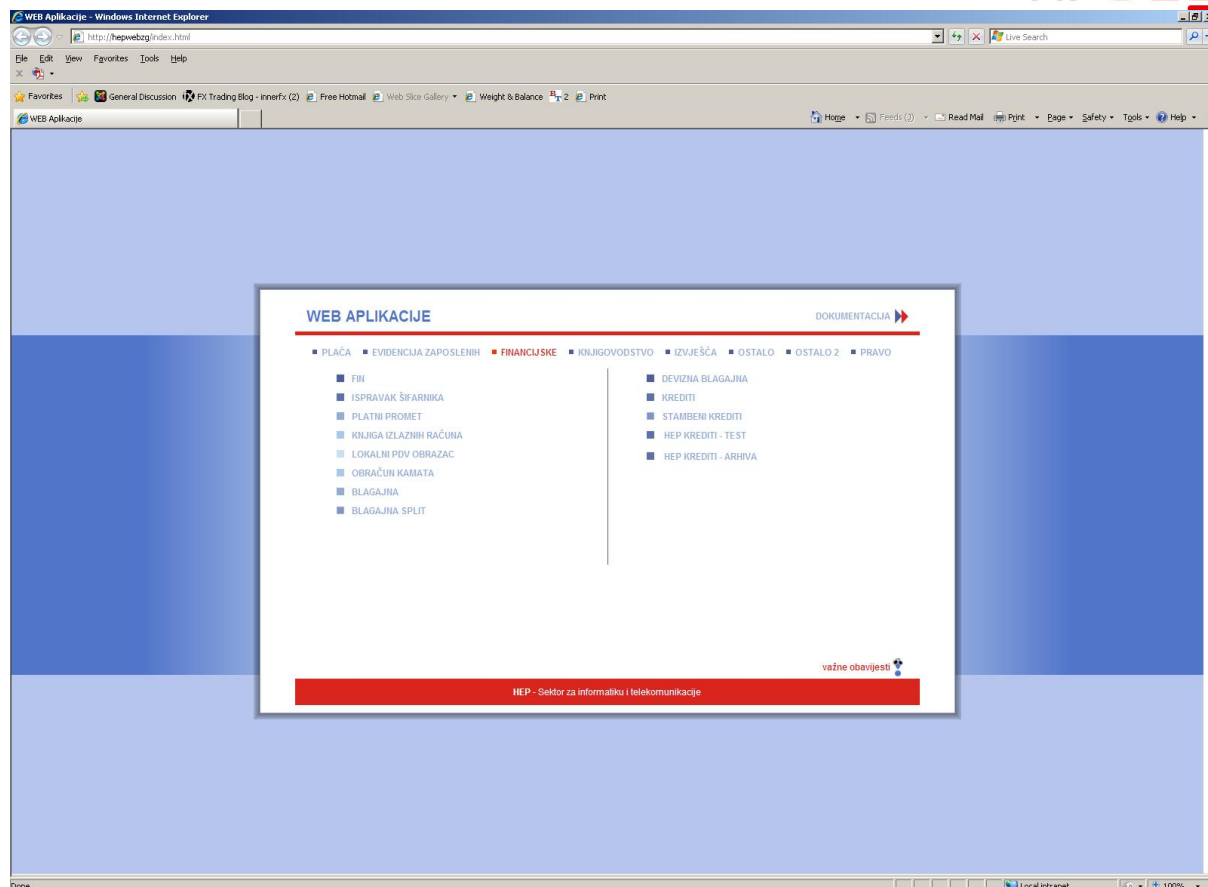 WEB Aplikacije - Windows Internet Explorer
http://hepwebzg/index.html
Live Search
File Edit View Favorites Tools Help
Favorites General Discussion FX Trading Blog - innerfx (2) Free Hotmail Web Slice Gallery Weight & Balance 2 Print
WEB Aplikacije
Home Feeds (J) Read Mail Print Page Safety Tools Help
WEB APLIKACIJE
DOKUMENTACIJA
PLAĆA EVIDENCIJA ZAPOSLENIH FINANCIJSKE KNJIGOVODSTVO IZVJEŠĆA OSTALO OSTALO 2 PRAVO
FIN
ISPRAVAK ŠIFARNIKA
PLATNI PROMET
KNJIGA IZLAZNIH RAČUNA
LOKALNI PDV OBRAZAC
OBRAČUN KAMATA
BLAGAJNA
BLAGAJNA SPLIT
DEVIZNA BLAGAJNA
KREDITI
STAMBENI KREDITI
HEP KREDITI - TEST
HEP KREDITI - ARHIVA
važne obavijesti
HEP - Sektor za informatiku i telekomunikacije
Done
Local intranet
100%